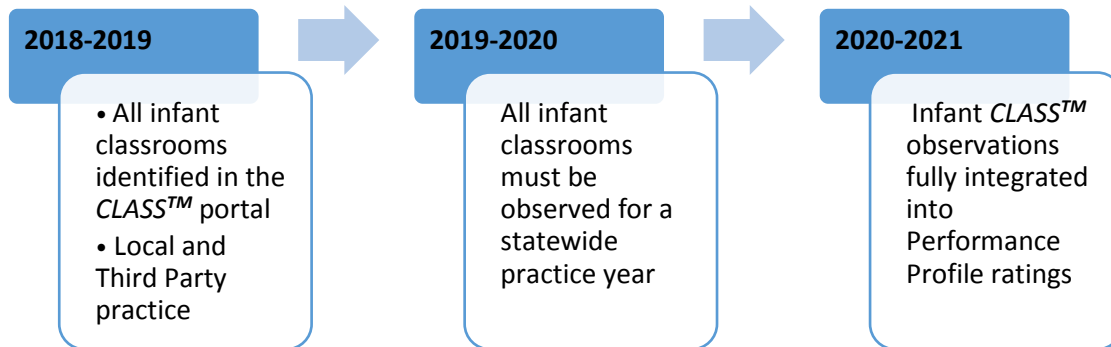 2018-2019
• All infant
classrooms
identified in the
CLASS™ portal
• Local and
Third Party
practice
2019-2020
All infant
classrooms
must be
observed for a
statewide
practice year
2020-2021
Infant CLASS™
observations
fully integrated
into
Performance
Profile ratings